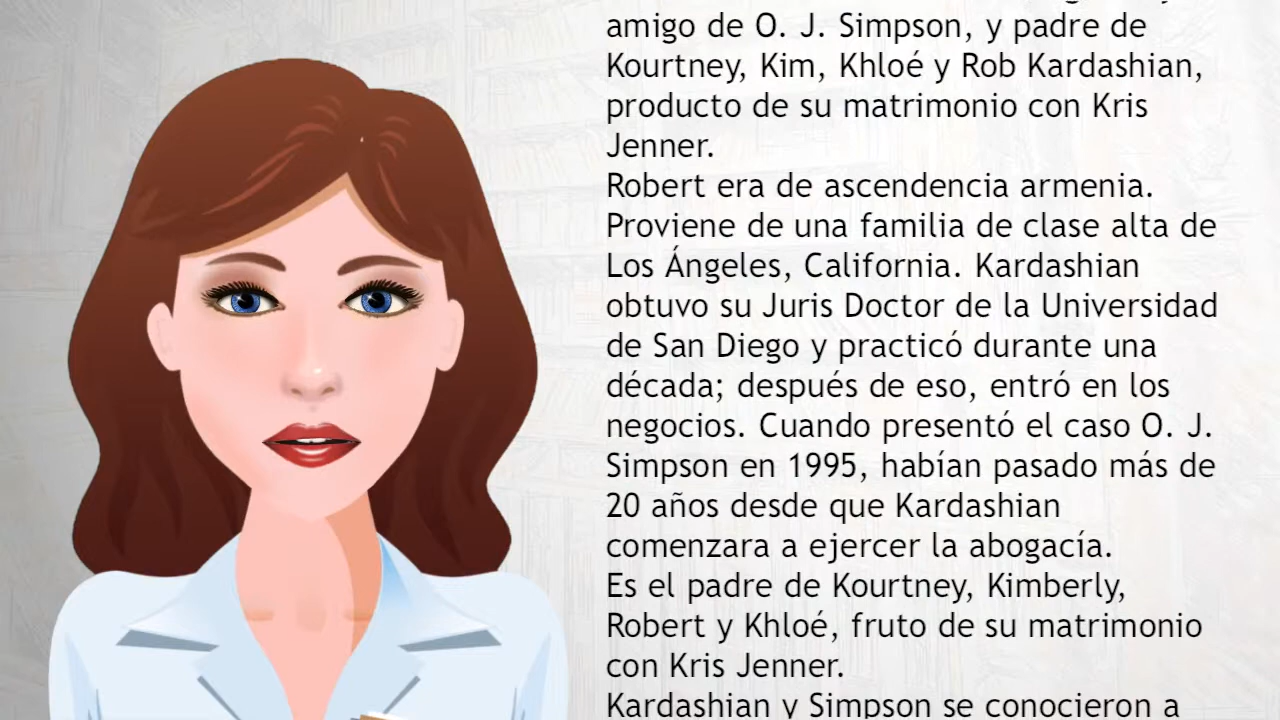 amigo de O. J. Simpson, y padre de
Kourtney, Kim, Khloé y Rob Kardashian,
producto de su matrimonio con Kris
Jenner.
Robert era de ascendencia armenia.
Proviene de una familia de clase alta de
Los Ángeles, California. Kardashian
obtuvo su Juris Doctor de la Universidad
de San Diego y practicó durante una
década; después de eso, entró en los
negocios. Cuando presentó el caso O. J.
Simpson en 1995, habían pasado más de
20 años desde que Kardashian
comenzara a ejercer la abogacía.
Es el padre de Kourtney, Kimberly,
Robert y Khloé, fruto de su matrimonio
con Kris Jenner.
Kardashian y Simpson se conocieron a